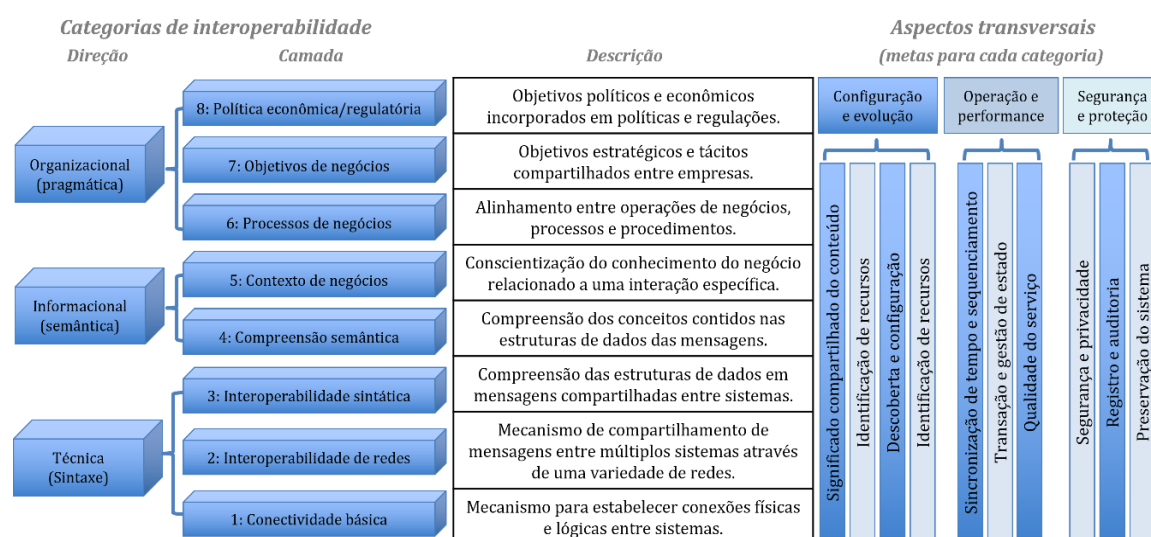 Categorias de interoperabilidade
Aspectos transversais
(metas para cada categoria)
Direção
Camada
Descrição
Configuração
e evolução
Operação e
performance
Segurança
e proteção
Organizacional
(pragmática)
8: Política econômica/regulatória
Objetivos políticos e econômicos
incorporados em políticas e regulações.
7: Objetivos de negócios
Objetivos estratégicos e tácitos
compartilhados entre empresas.
6: Processos de negócios
Alinhamento entre operações de negócios,
processos e procedimentos.
Informacional
(semântica)
5: Contexto de negócios
Conscientização do conhecimento do negócio
relacionado a uma interação específica.
4: Compreensão semântica
Compreensão dos conceitos contidos nas
estruturas de dados das mensagens.
Técnica
(Sintaxe)
3: Interoperabilidade sintática
Compreensão das estruturas de dados em
mensagens compartilhadas entre sistemas.
2: Interoperabilidade de redes
Mecanismo de compartilhamento de
mensagens entre múltiplos sistemas através
de uma variedade de redes.
1: Conectividade básica
Mecanismo para estabelecer conexões físicas
e lógicas entre sistemas.
Significado compartilhado do conteúdo
Identificação de recursos
Descoberta e configuração
Identificação de recursos
Sincronização de tempo e sequenciamento
Transação e gestão de estado
Qualidade do serviço
Segurança e privacidade
Registro e auditoria
Preservação do sistema